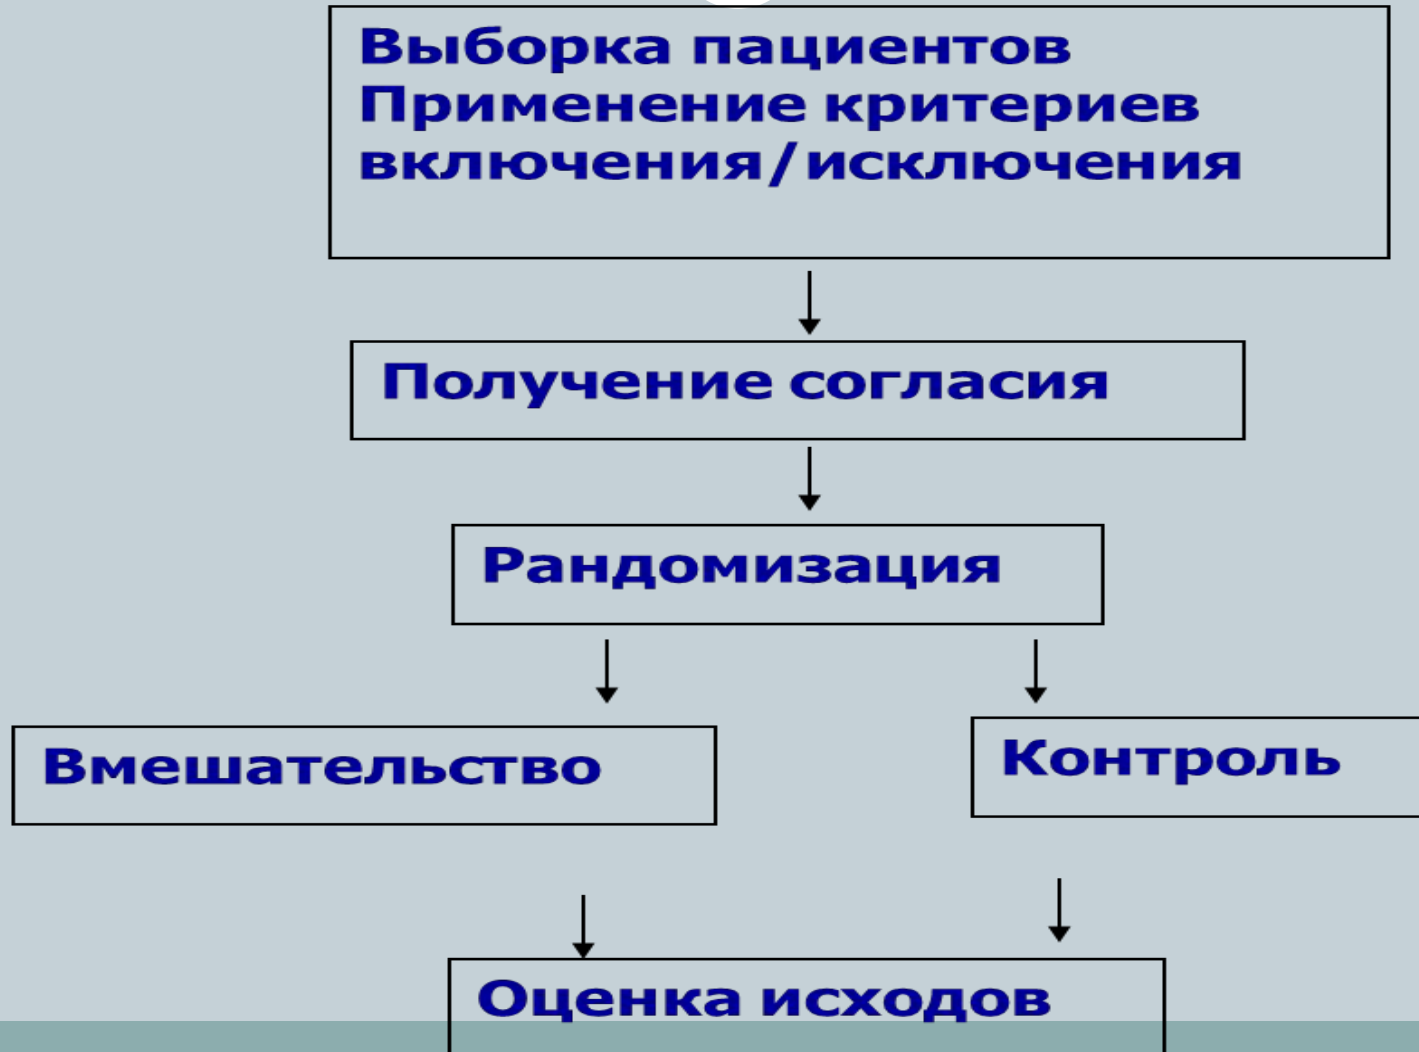 Выборка пациентов
Применение критериев
включения/исключения
Получение согласия
Рандомизация
Вмешательство
Контроль
Оценка исходов